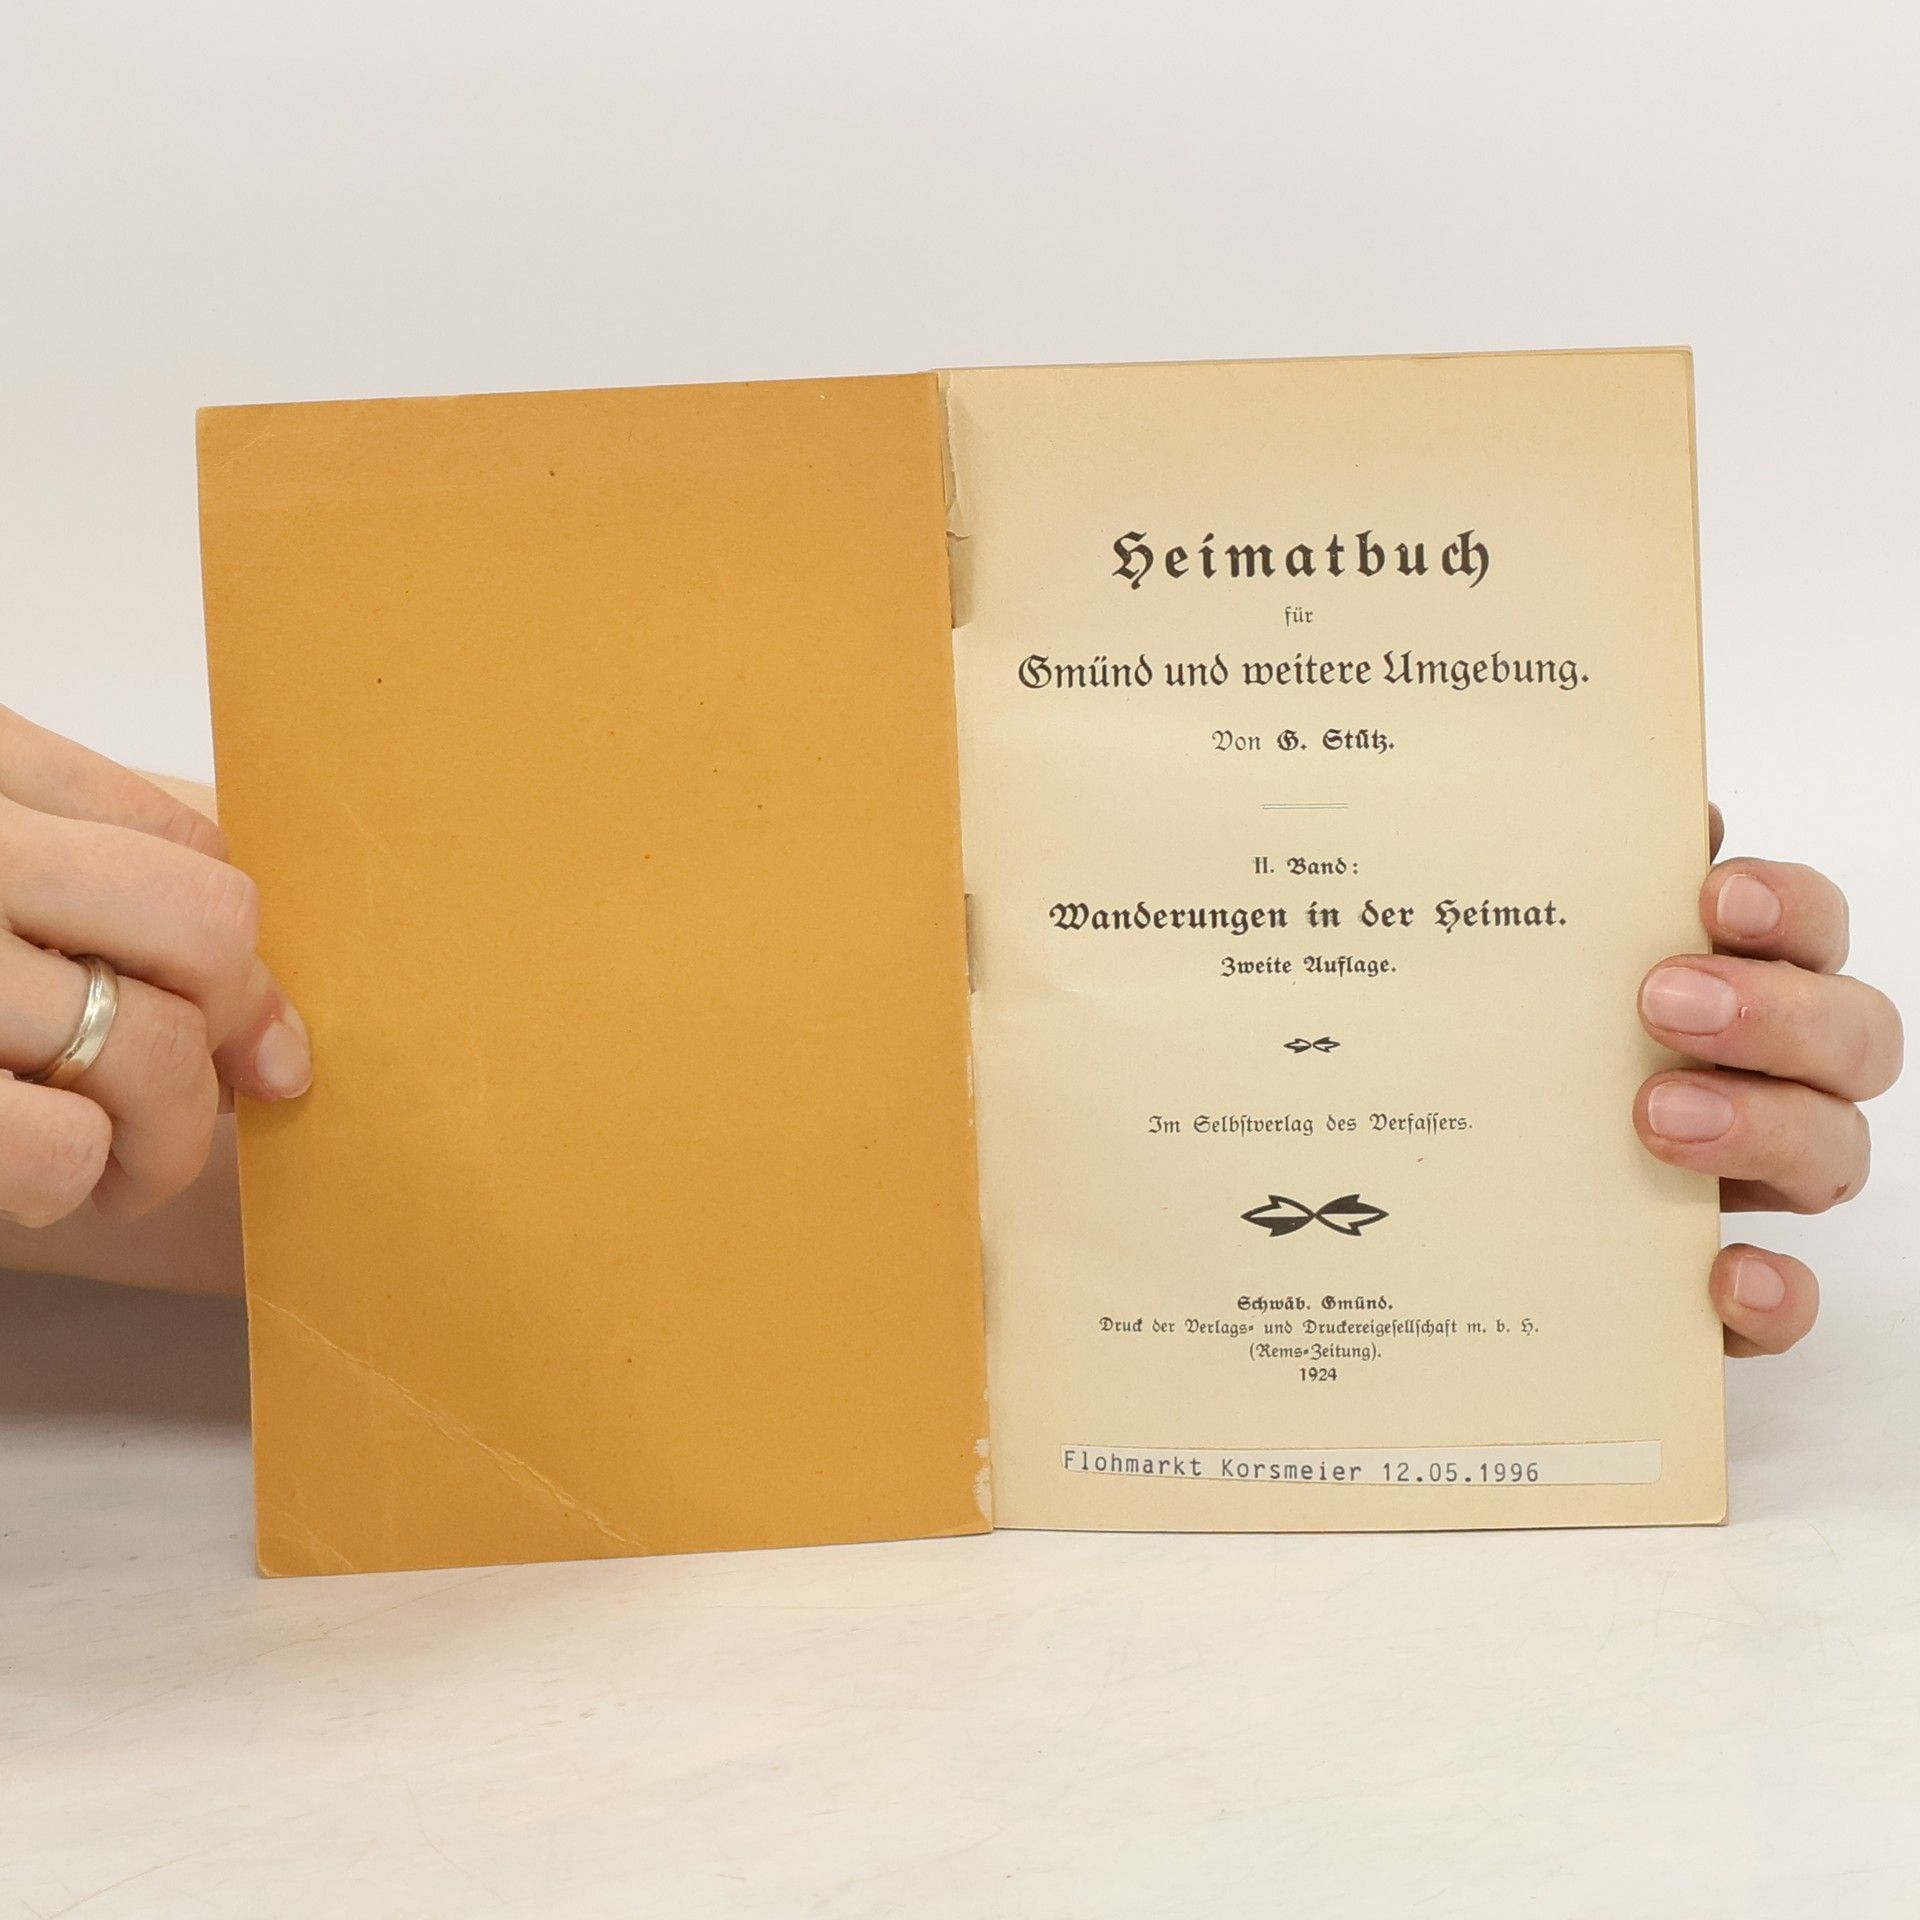 Heimatbuch
für
Gmünd und weitere Umgebung.
Von G. Stütz.
II. Band:
Wanderungen in der Heimat.
Zweite Auflage.
Im Selbſtverlag des Verfaſſers.
Schwäb. Gmünd.
Druck der Verlags- und Druckereigeſellſchaft m. b. H.
(Rems-Zeitung).
1924
Flohmarkt Korsmeier 12.05.1996